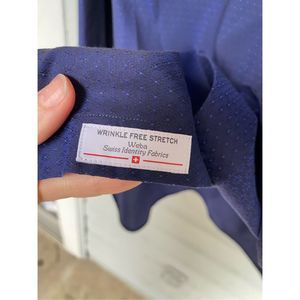 WRINKLE FREE STRETCH
Weba
Swiss Identity Fabrics